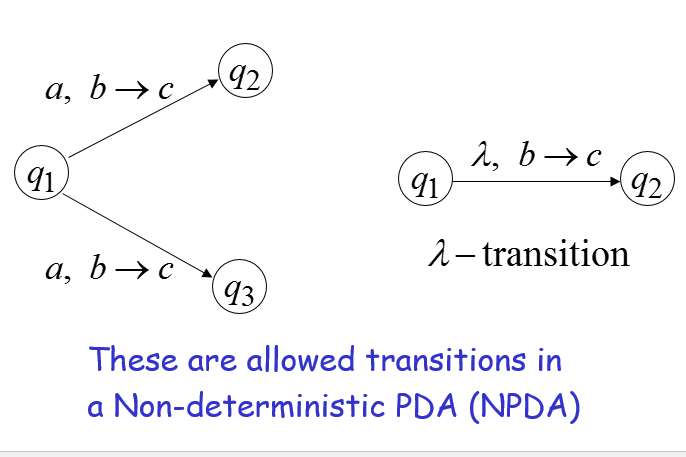 a, b → c
q2
q1
a, b → c
q3
λ, b → c
q1
q2
λ – transition
These are allowed transitions in
a Non-deterministic PDA (NPDA)